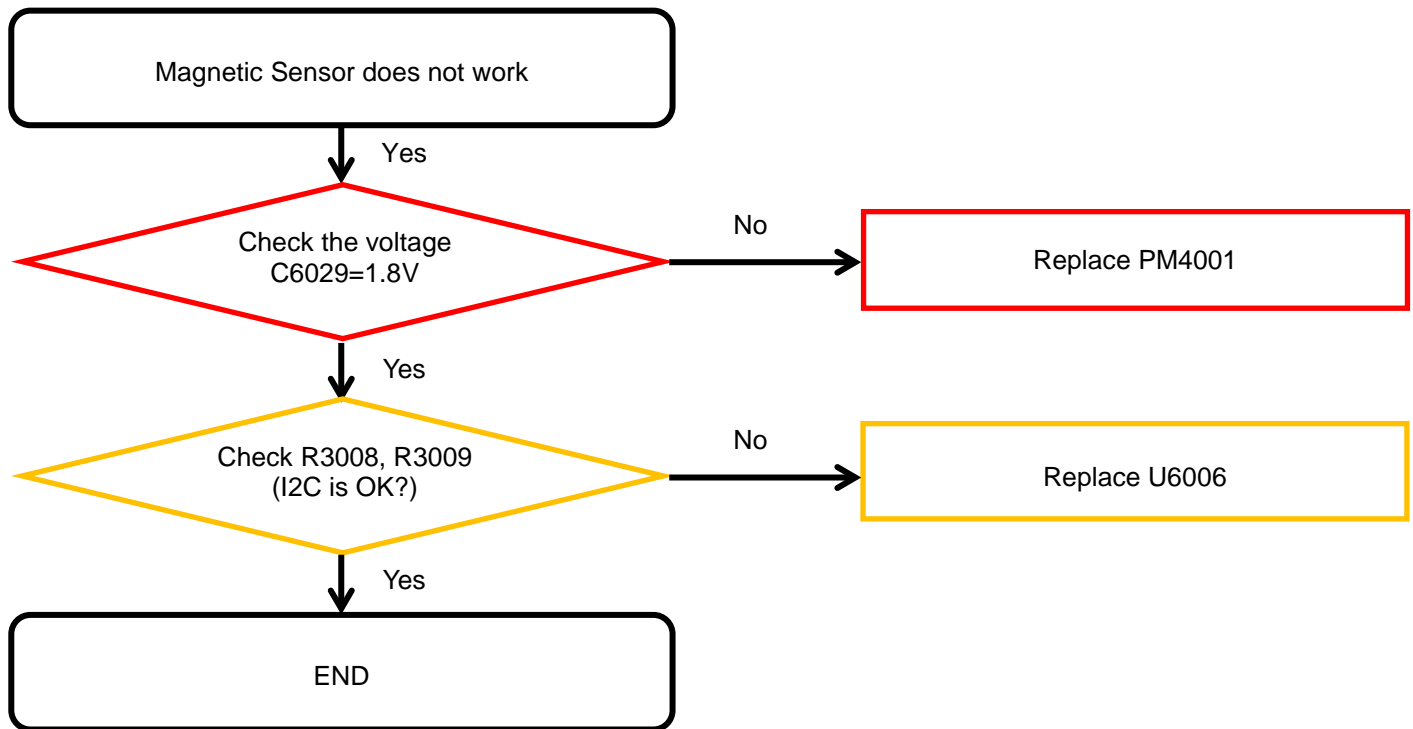 Magnetic Sensor does not work
Yes
Check the voltage
C6029=1.8V
No
Replace PM4001
Yes
Check R3008, R3009
(I2C is OK?)
No
Replace U6006
Yes
END